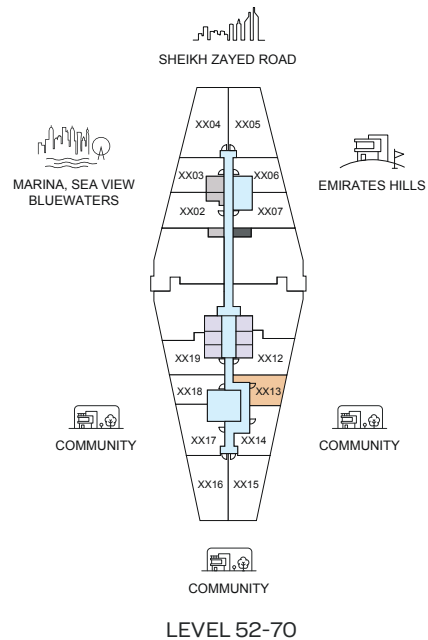 SHEIKH ZAYED ROAD
XX04 XX05
MARINA, SEA VIEW
BLUEWATERS
EMIRATES HILLS
XX03 XX06
XX02 XX07
XX19 XX12
XX18 XX13
COMMUNITY
COMMUNITY
XX17 XX14
XX16 XX15
COMMUNITY
LEVEL 52-70